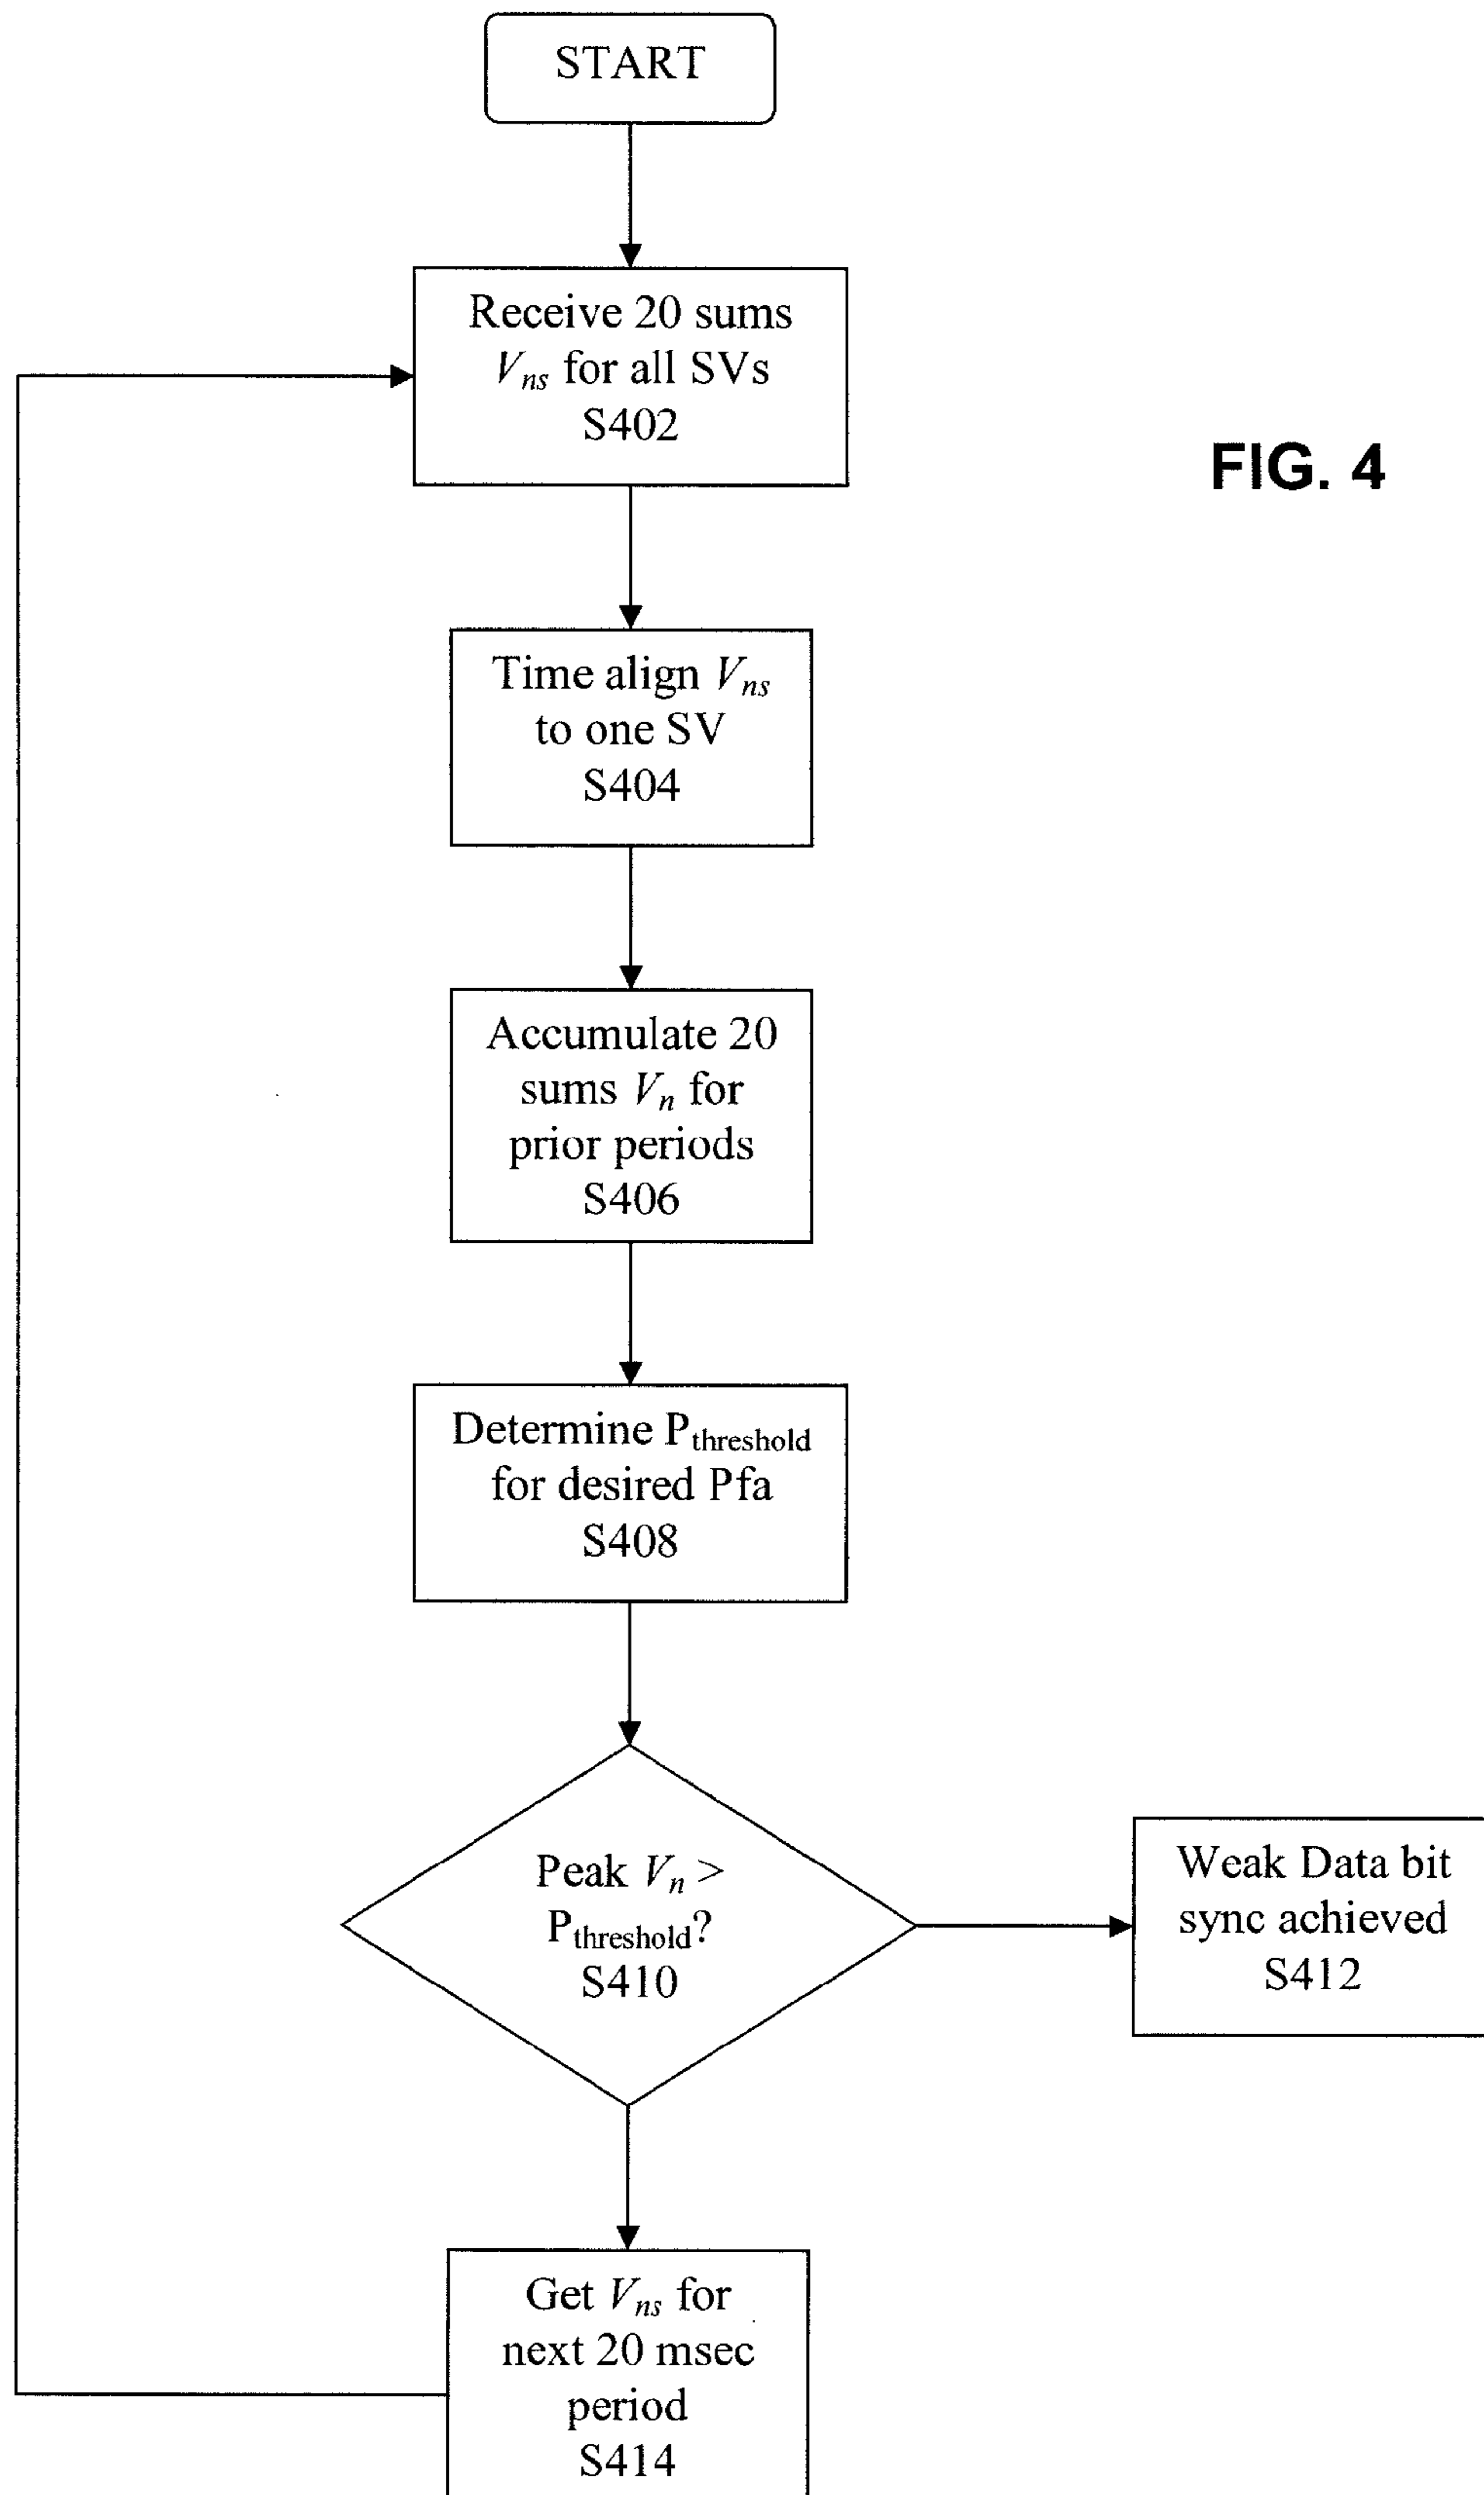 START
Receive 20 sums
Vns for all SVs
S402
FIG. 4
Time align Vns
to one SV
S404
Accumulate 20
sums Vn for
prior periods
S406
Determine Pthreshold
for desired Pfa
S408
Peak Vn >
Pthreshold?
S410
Weak Data bit
sync achieved
S412
Get Vns for
next 20 msec
period
S414